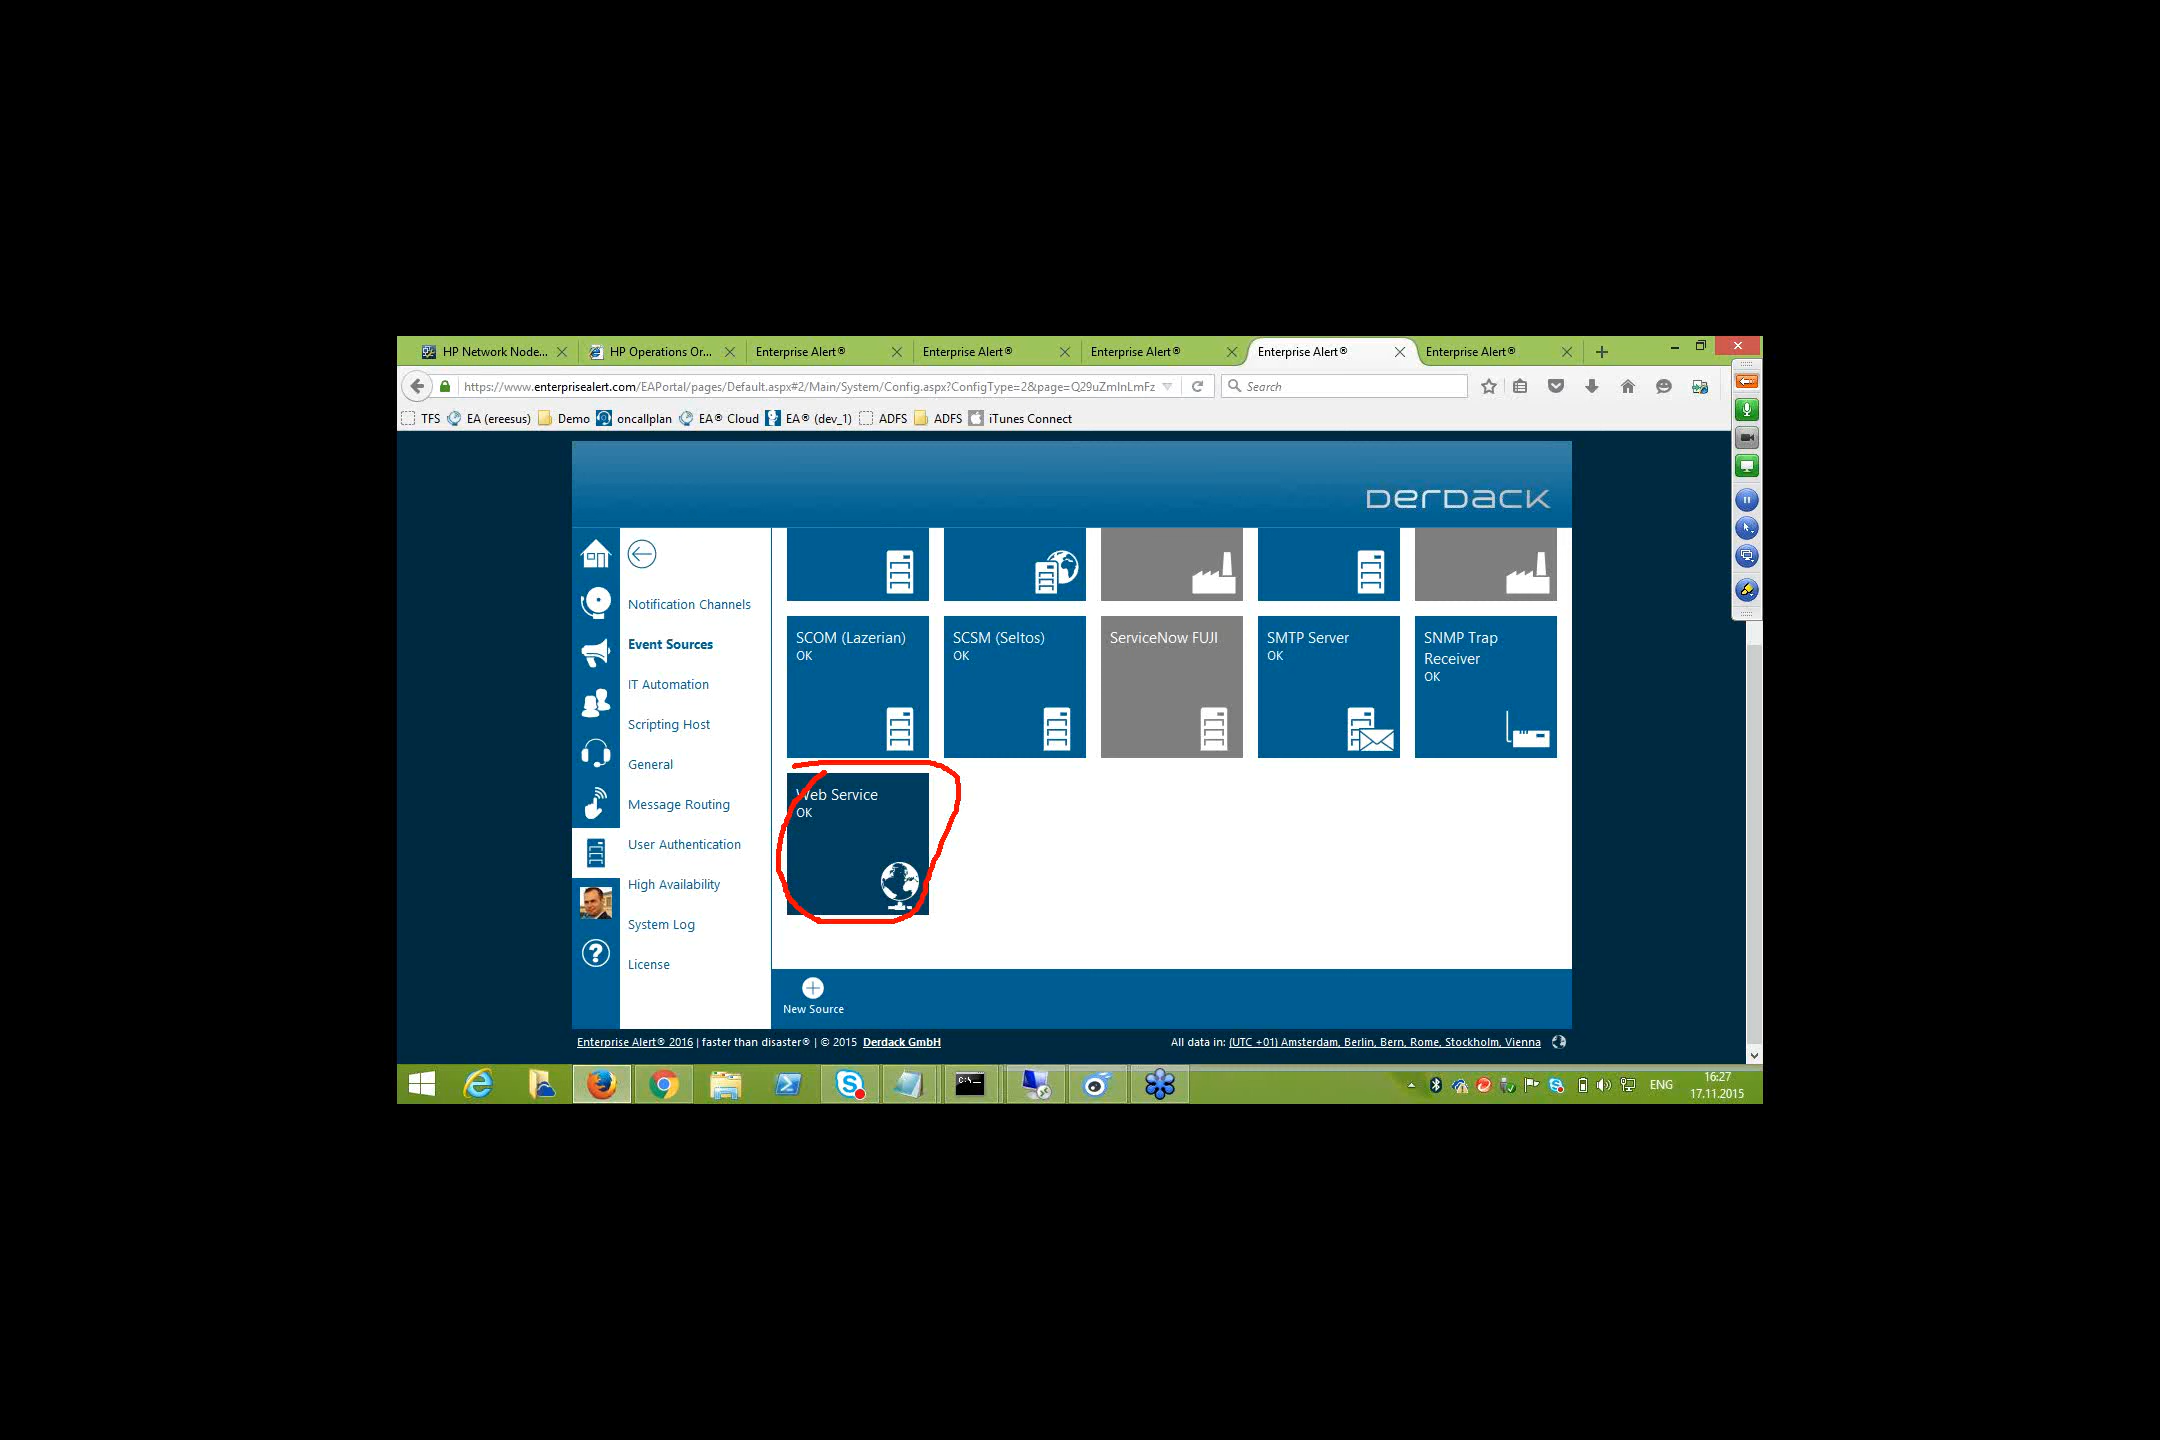 HP Network Node...
HP Operations Or...
Enterprise Alert®
Enterprise Alert®
Enterprise Alert®
Enterprise Alert®
Enterprise Alert®
https://www.enterprisealert.com/EAPortal/pages/Default.aspx#2/Main/System/Config.aspx?ConfigType=2&page=Q29uZmlnLmFz
Search
TFS EA (ereesus) Demo oncallplan EA® Cloud EA® (dev_1) ADFS ADFS iTunes Connect
DERDACK
Notification Channels
Event Sources
IT Automation
Scripting Host
General
Message Routing
User Authentication
High Availability
System Log
License
SCOM (Lazerian)
OK
SCSM (Seltos)
OK
ServiceNow FUJI
SMTP Server
OK
SNMP Trap
Receiver
OK
Web Service
OK
New Source
Enterprise Alert® 2016 | faster than disaster® | © 2015 Derdack GmbH
All data in: (UTC +01) Amsterdam, Berlin, Bern, Rome, Stockholm, Vienna
C:\_
ENG
16:27
17.11.2015